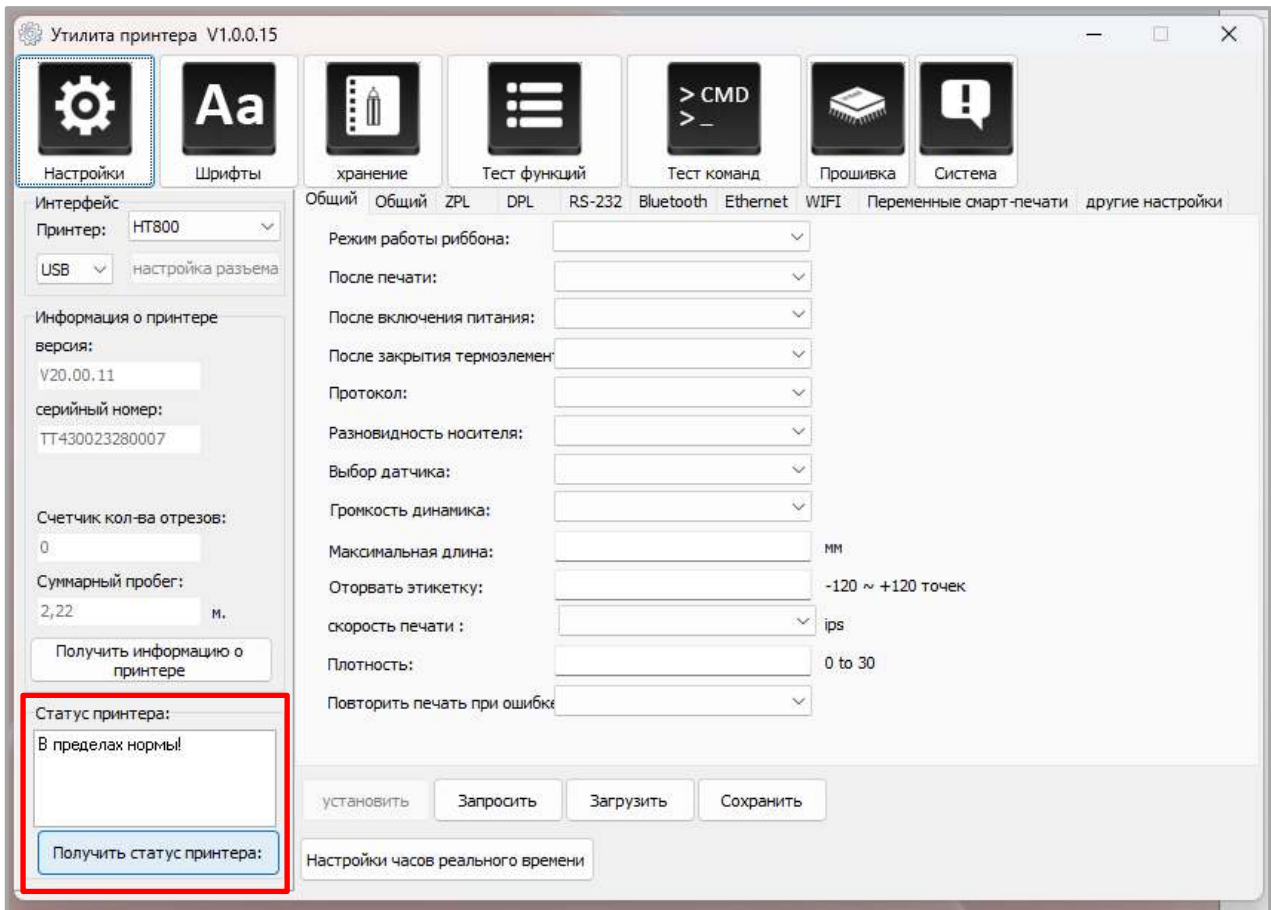 Утилита принтера V1.0.0.15
Aa
> CMD
> _
Настройки
Шрифты
хранение
Тест функций
Тест команд
Прошивка
Система
Интерфейс
Принтер: HT800
USB настройка разъема
Информация о принтере
версия:
V20.00.11
серийный номер:
TT430023280007
Счетчик кол-ва отрезов:
0
Суммарный пробег:
2,22 м.
Получить информацию о
принтере
Статус принтера:
В пределах нормы!
Получить статус принтера:
Общий Общий ZPL DPL RS-232 Bluetooth Ethernet WIFI Переменные смарт-печати другие настройки
Режим работы риббона:
После печати:
После включения питания:
После закрытия термоэлемен
Протокол:
Разновидность носителя:
Выбор датчика:
Громкость динамика:
Максимальная длина: мм
Оторвать этикетку: -120 ~ +120 точек
скорость печати : ips
Плотность: 0 to 30
Повторить печать при ошибке
установить Запросить Загрузить Сохранить
Настройки часов реального времени